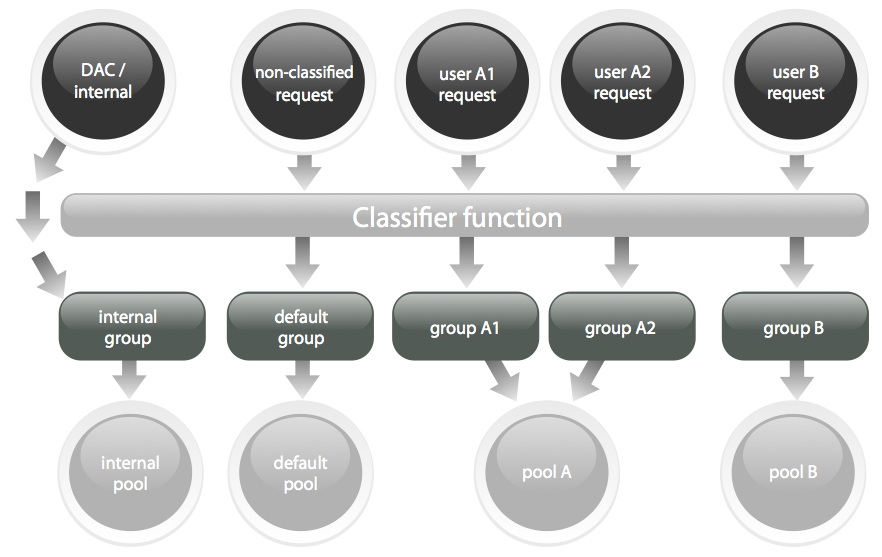 DAC /
internal
non-classified
request
user A1
request
user A2
request
user B
request
Classifier function
internal
group
default
group
group A1
group A2
group B
internal
pool
default
pool
pool A
pool B